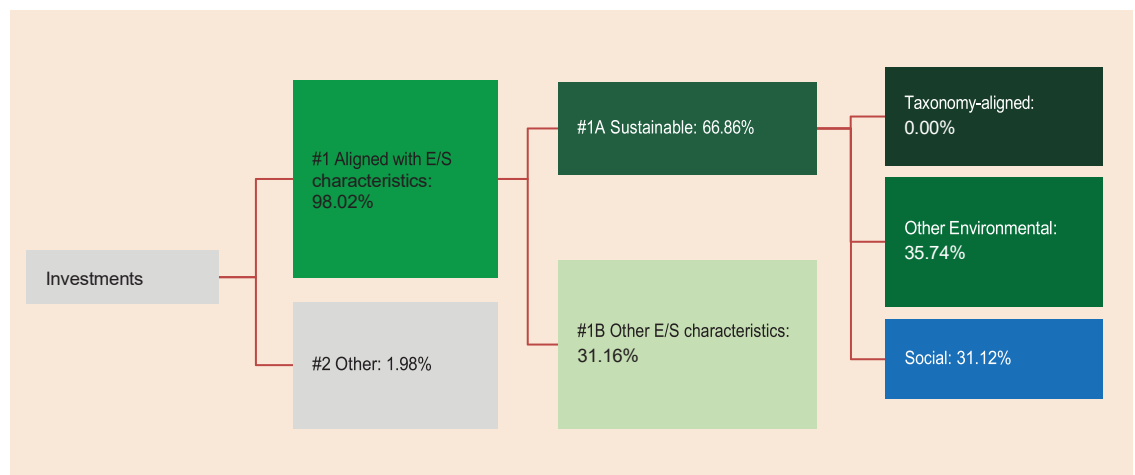 Investments
#1 Aligned with E/S
characteristics:
98.02%
#2 Other: 1.98%
#1A Sustainable: 66.86%
#1B Other E/S characteristics:
31.16%
Taxonomy-aligned:
0.00%
Other Environmental:
35.74%
Social: 31.12%